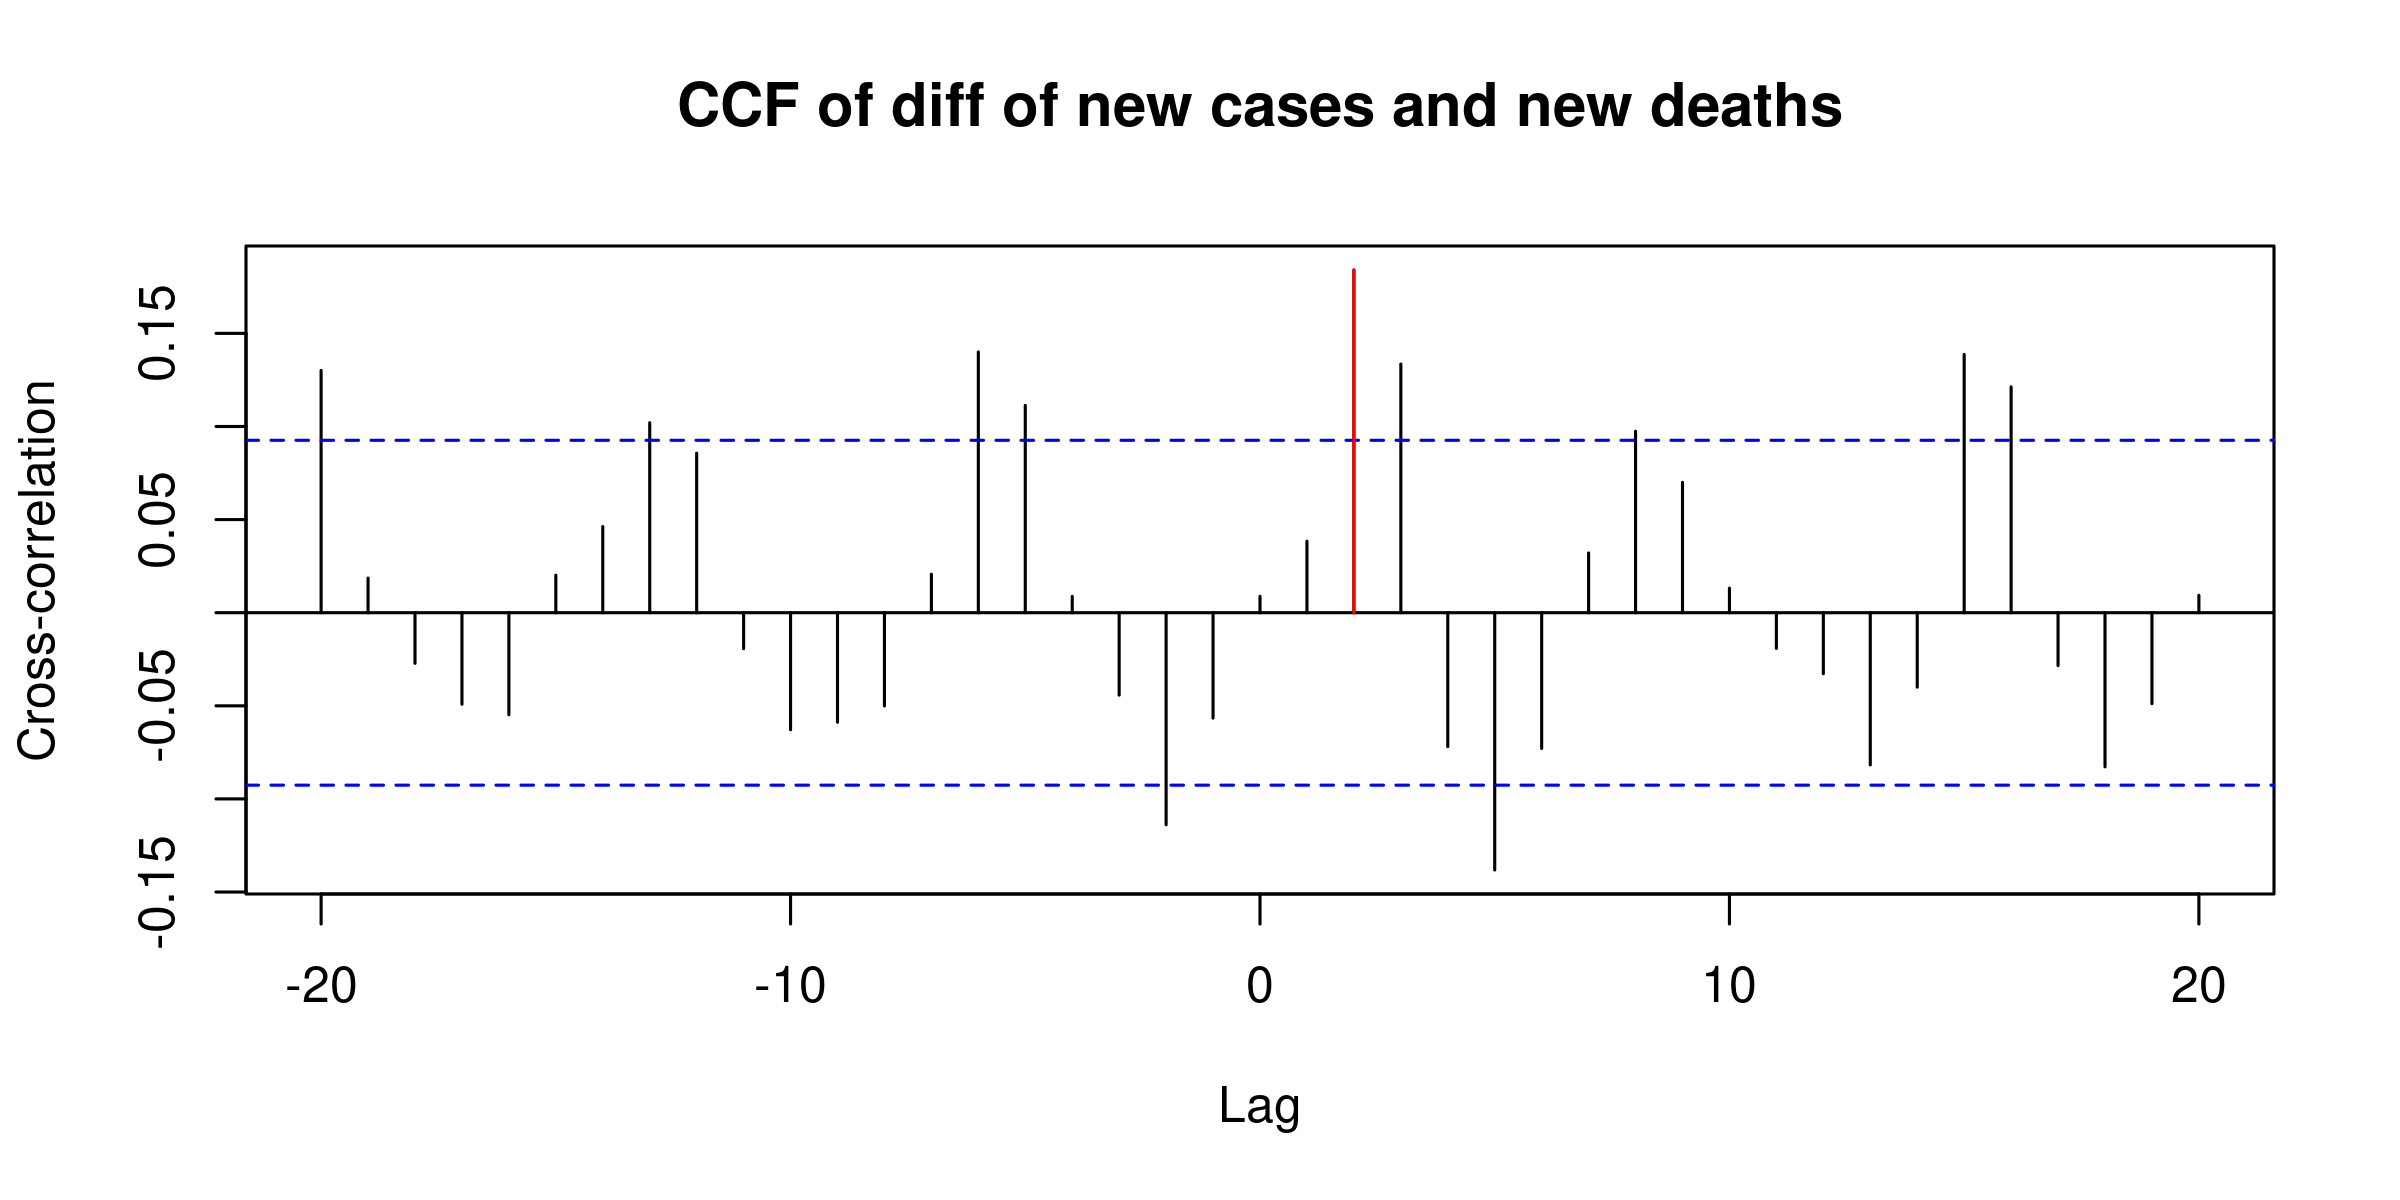 CCF of diff of new cases and new deaths
Cross-correlation
0.15
0.05
-0.05
-0.15
-20 -10 0 10 20
Lag